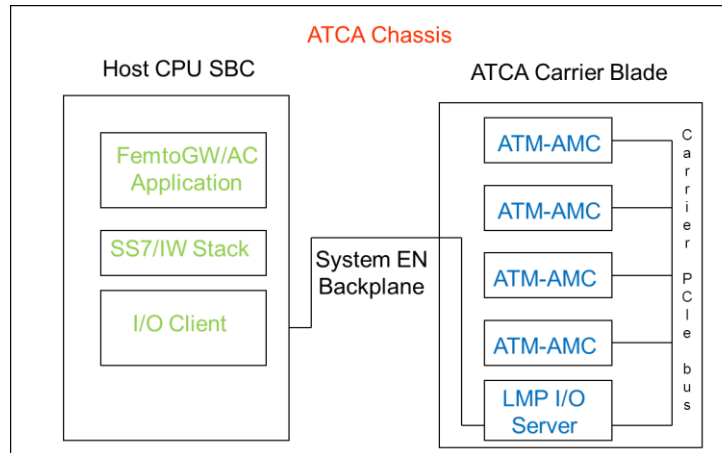 ATCA Chassis
Host CPU SBC
FemtoGW/AC
Application
SS7/IW Stack
I/O Client
System EN
Backplane
ATCA Carrier Blade
ATM-AMC
ATM-AMC
ATM-AMC
ATM-AMC
LMP I/O
Server
Carrier PCIe bus